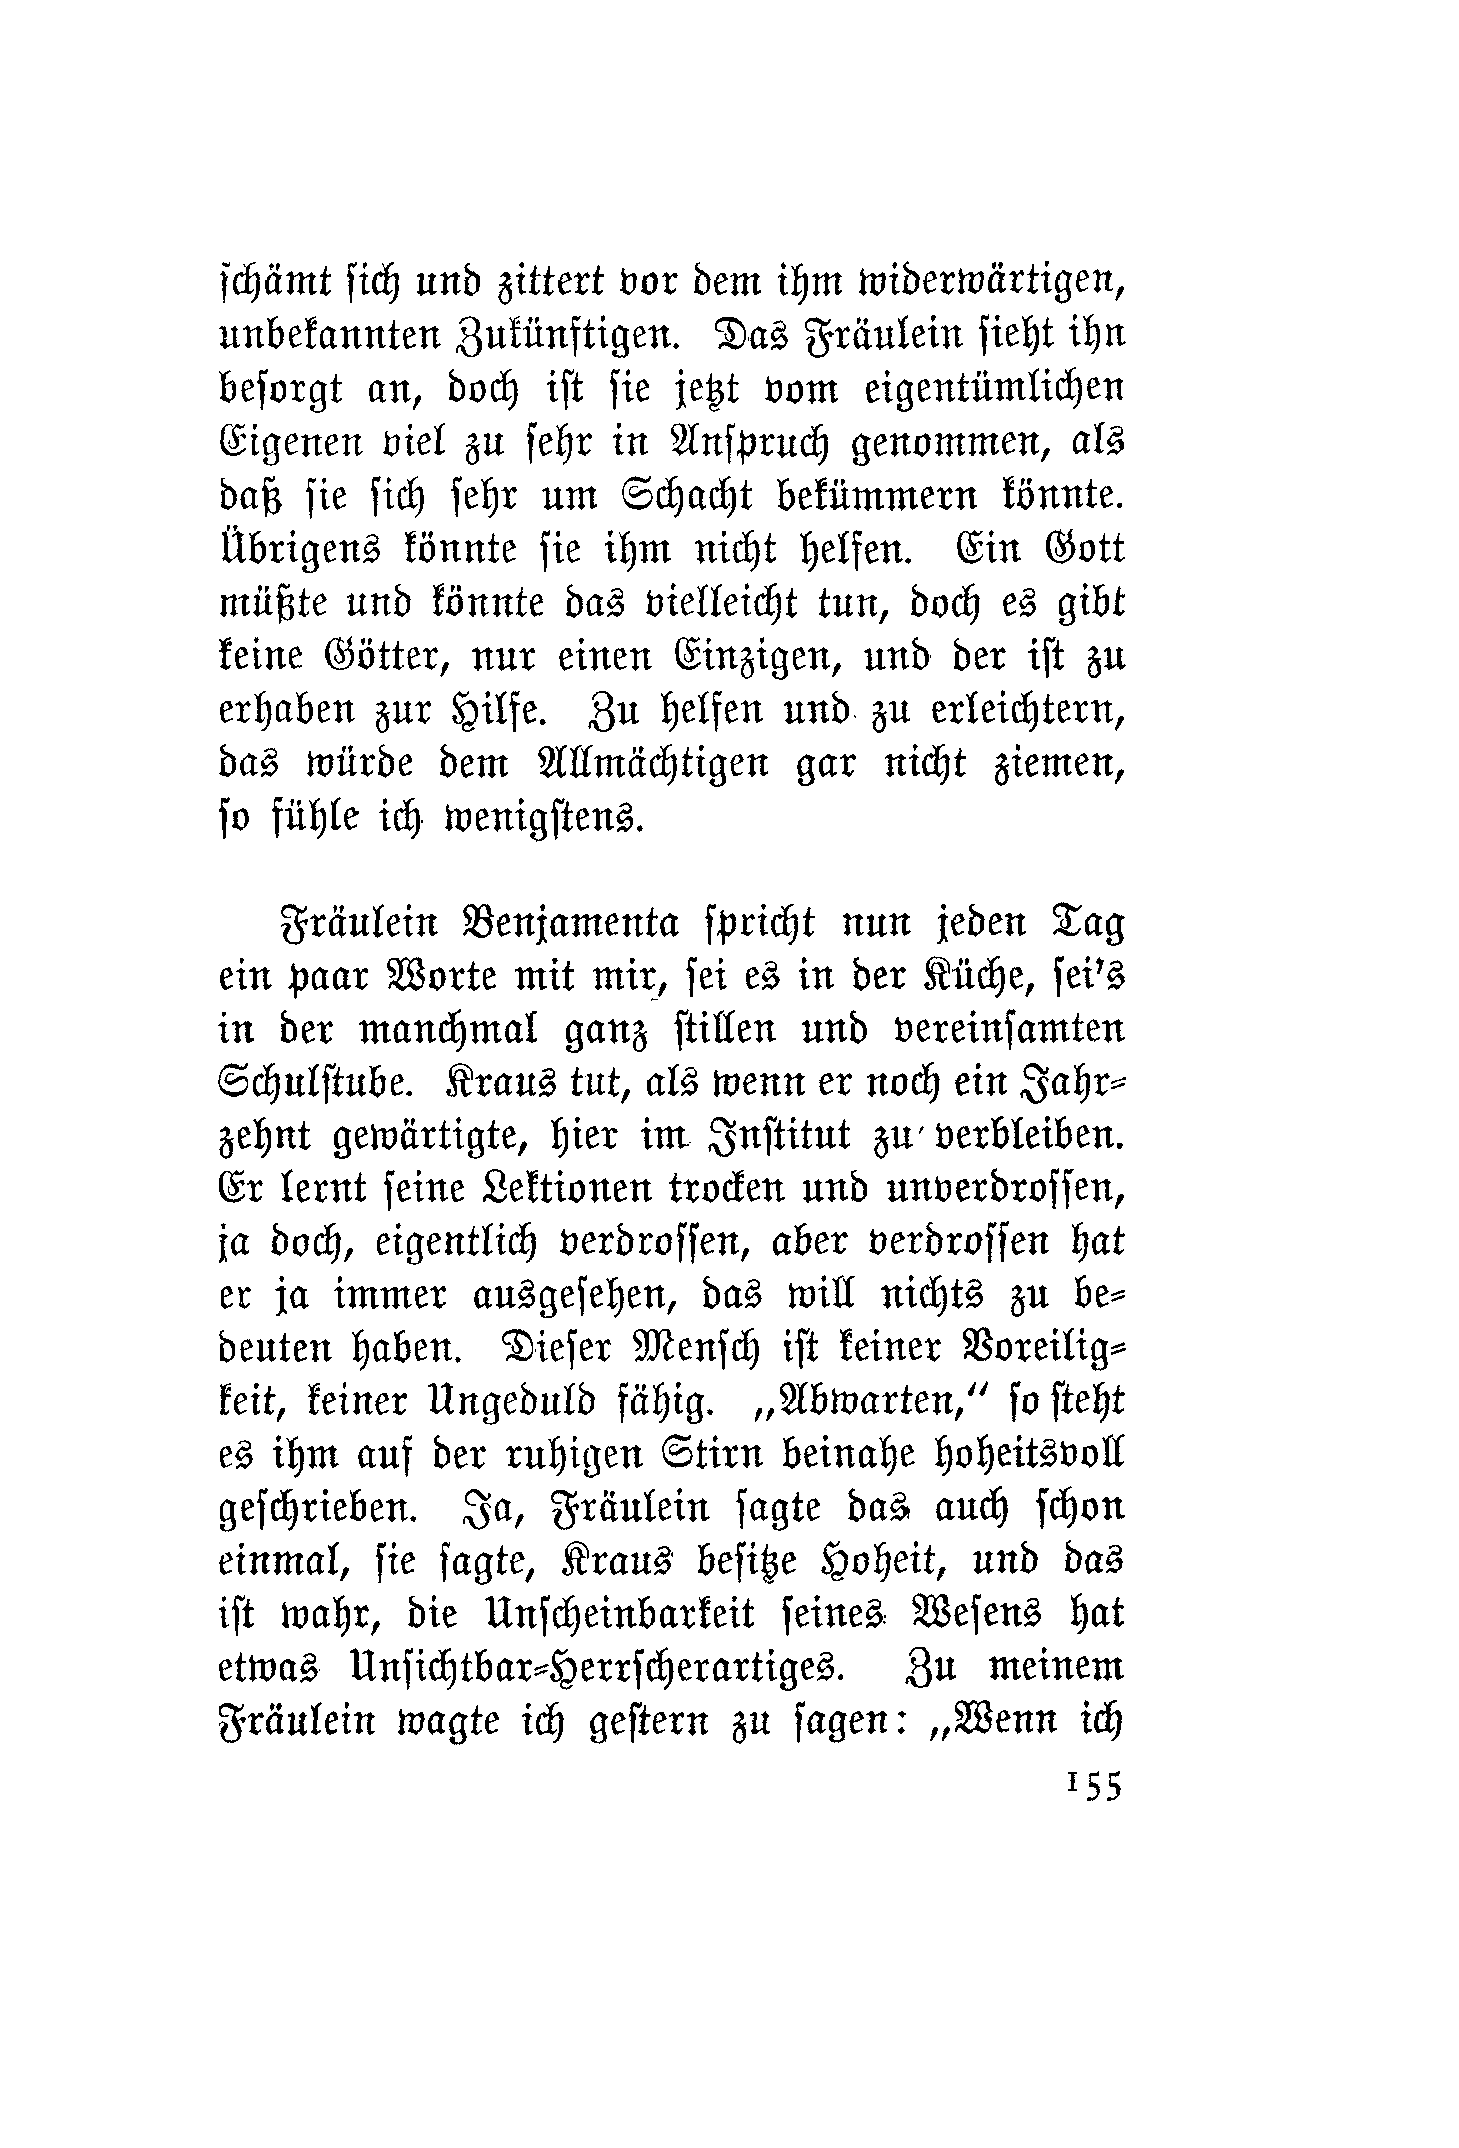 schämt sich und zittert vor dem ihm widerwärtigen,
unbekannten Zukünftigen. Das Fräulein sieht ihn
besorgt an, doch ist sie jetzt vom eigentümlichen
Eigenen viel zu sehr in Anspruch genommen, als
daß sie sich sehr um Schacht bekümmern könnte.
Übrigens könnte sie ihm nicht helfen. Ein Gott
müßte und könnte das vielleicht tun, doch es gibt
keine Götter, nur einen Einzigen, und der ist zu
erhaben zur Hilfe. Zu helfen und zu erleichtern,
das würde dem Allmächtigen gar nicht ziemen,
so fühle ich wenigstens.
Fräulein Benjamenta spricht nun jeden Tag
ein paar Worte mit mir, sei es in der Küche, sei's
in der manchmal ganz stillen und vereinsamten
Schulstube. Kraus tut, als wenn er noch ein Jahr-
zehnt gewärtigte, hier im Institut zu verbleiben.
Er lernt seine Lektionen trocken und unverdrossen,
ja doch, eigentlich verdrossen, aber verdrossen hat
er ja immer ausgesehen, das will nichts zu be-
deuten haben. Dieser Mensch ist keiner Voreilig-
keit, keiner Ungeduld fähig. „Abwarten,“ so steht
es ihm auf der ruhigen Stirn beinahe hoheitsvoll
geschrieben. Ja, Fräulein sagte das auch schon
einmal, sie sagte, Kraus besitze Hoheit, und das
ist wahr, die Unscheinbarkeit seines Wesens hat
etwas Unsichtbar-Herrscherartiges. Zu meinem
Fräulein wagte ich gestern zu sagen: „Wenn ich
155